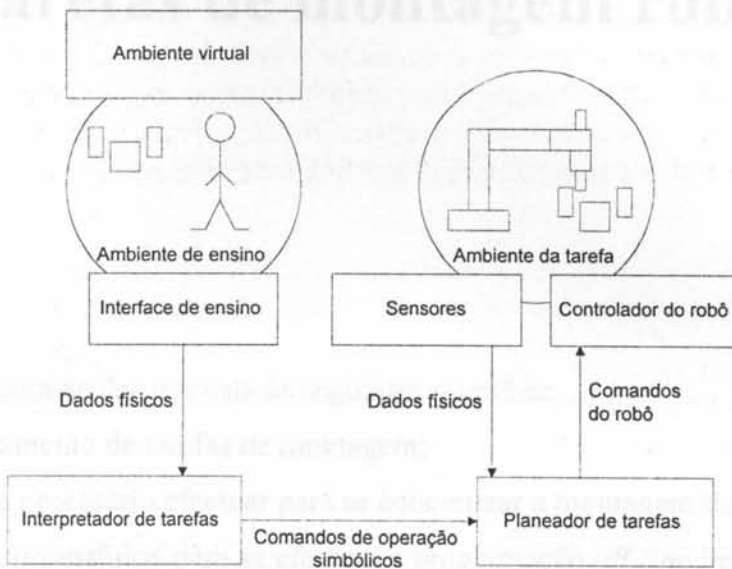 Ambiente virtual
Ambiente de ensino
Interface de ensino
Ambiente da tarefa
Sensores
Controlador do robô
Dados físicos
Dados físicos
Comandos
do robô
Interpretador de tarefas
Comandos de operação
simbólicos
Planeador de tarefas